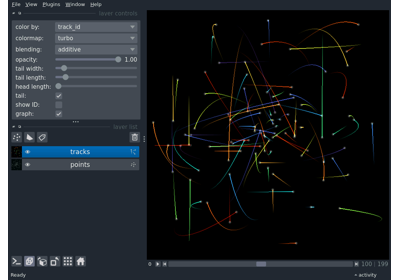 File View Plugins Window Help
layer controls
color by: track_id
colormap: turbo
blending: additive
opacity: 1.00
tail width:
tail length:
head length:
tail:
show ID:
graph:
layer list
tracks
points
100 | 199
Ready
activity